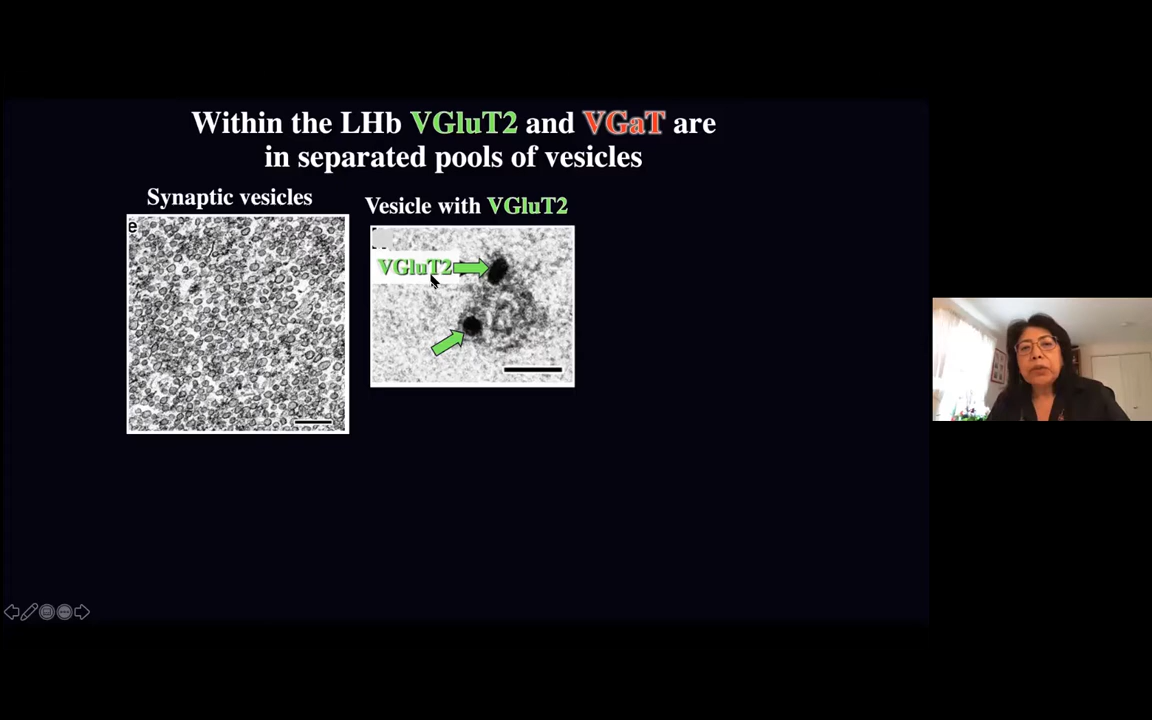 Within the LHb VGluT2 and VGaT are
in separated pools of vesicles
Synaptic vesicles
Vesicle with VGluT2
e
VGluT2